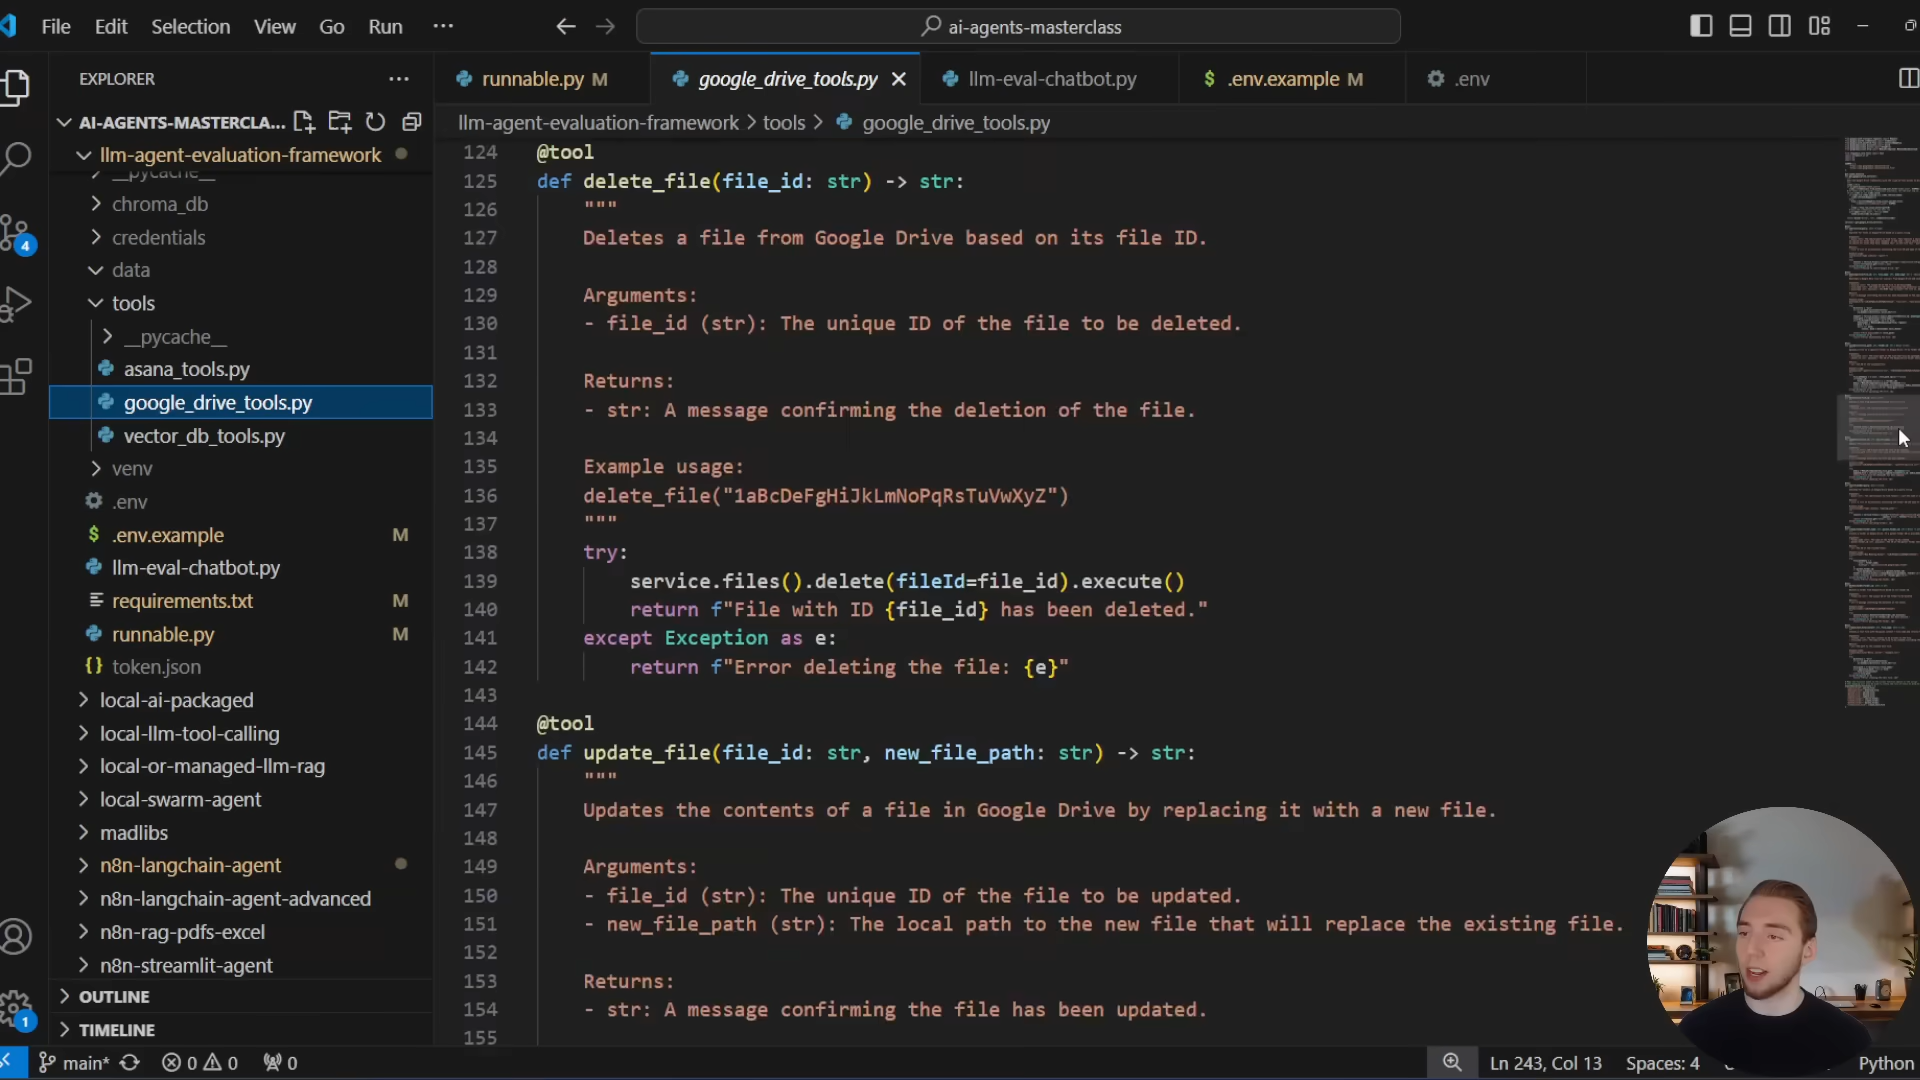 File Edit Selection View Go Run ···
ai-agents-masterclass
EXPLORER
AI-AGENTS-MASTERCLA...
llm-agent-evaluation-framework
__pycache__
chroma_db
credentials
data
tools
__pycache__
asana_tools.py
google_drive_tools.py
vector_db_tools.py
venv
.env
.env.example M
llm-eval-chatbot.py
requirements.txt M
runnable.py M
token.json
local-ai-packaged
local-llm-tool-calling
local-or-managed-llm-rag
local-swarm-agent
madlibs
n8n-langchain-agent
n8n-langchain-agent-advanced
n8n-rag-pdfs-excel
n8n-streamlit-agent
OUTLINE
TIMELINE
4
1
runnable.py M
google_drive_tools.py
llm-eval-chatbot.py
$ .env.example M
.env
llm-agent-evaluation-framework > tools > google_drive_tools.py
124 @tool
125 def delete_file(file_id: str) -> str:
126 """
127 Deletes a file from Google Drive based on its file ID.
128
129 Arguments:
130 - file_id (str): The unique ID of the file to be deleted.
131
132 Returns:
133 - str: A message confirming the deletion of the file.
134
135 Example usage:
136 delete_file("1aBcDeFgHiJkLmNoPqRsTuVwXyZ")
137 """
138 try:
139 service.files().delete(fileId=file_id).execute()
140 return f"File with ID {file_id} has been deleted."
141 except Exception as e:
142 return f"Error deleting the file: {e}"
143
144 @tool
145 def update_file(file_id: str, new_file_path: str) -> str:
146 """
147 Updates the contents of a file in Google Drive by replacing it with a new file.
148
149 Arguments:
150 - file_id (str): The unique ID of the file to be updated.
151 - new_file_path (str): The local path to the new file that will replace the existing file.
152
153 Returns:
154 - str: A message confirming the file has been updated.
155
main* 0 0 0
Ln 243, Col 13 Spaces: 4 Python